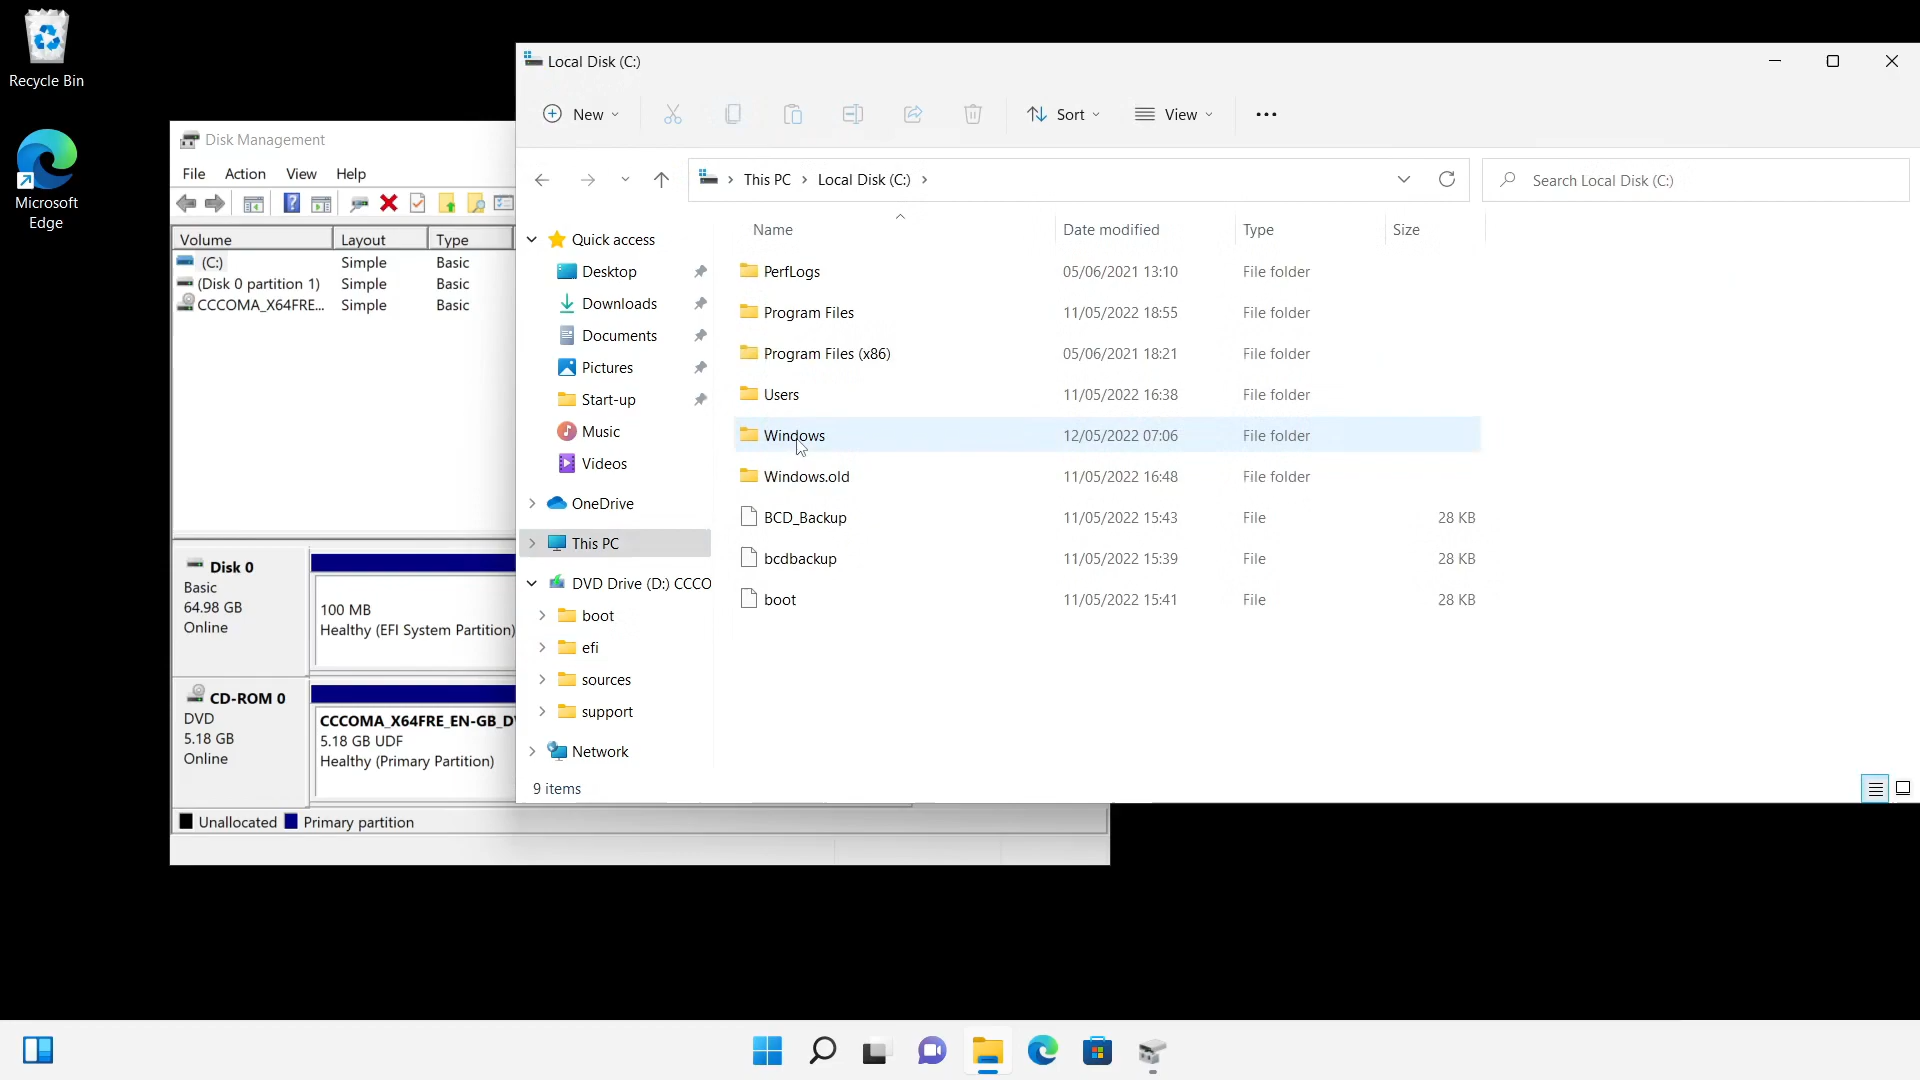 Recycle Bin
Microsoft
Edge
Disk Management
File Action View Help
Volume Layout Type
(C:) Simple Basic
(Disk 0 partition 1) Simple Basic
CCCOMA_X64FRE... Simple Basic
Disk 0
Basic
64.98 GB
Online
100 MB
Healthy (EFI System Partition)
CD-ROM 0
DVD
5.18 GB
Online
CCCOMA_X64FRE_EN-GB_D
5.18 GB UDF
Healthy (Primary Partition)
Unallocated Primary partition
Local Disk (C:)
New Sort View
This PC Local Disk (C:)
Search Local Disk (C:)
Quick access
Desktop
Downloads
Documents
Pictures
Start-up
Music
Videos
OneDrive
This PC
DVD Drive (D:) CCCO
boot
efi
sources
support
Network
Name Date modified Type Size
PerfLogs 05/06/2021 13:10 File folder
Program Files 11/05/2022 18:55 File folder
Program Files (x86) 05/06/2021 18:21 File folder
Users 11/05/2022 16:38 File folder
Windows 12/05/2022 07:06 File folder
Windows.old 11/05/2022 16:48 File folder
BCD_Backup 11/05/2022 15:43 File 28 KB
bcdbackup 11/05/2022 15:39 File 28 KB
boot 11/05/2022 15:41 File 28 KB
9 items